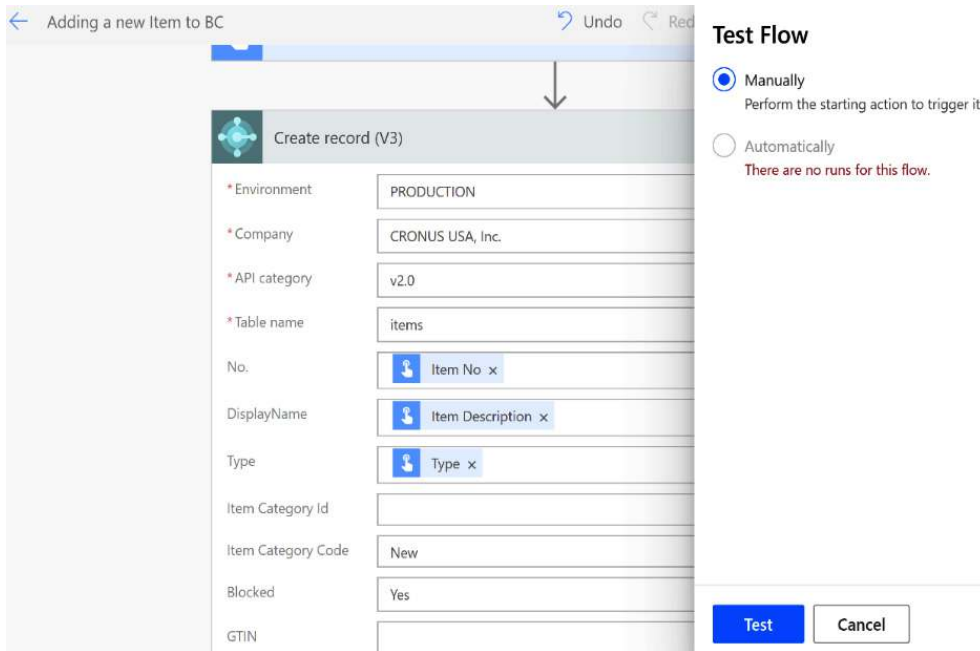 Adding a new Item to BC
Undo
Red
Create record (V3)
* Environment
PRODUCTION
* Company
CRONUS USA, Inc.
* API category
v2.0
* Table name
items
No.
Item No ×
DisplayName
Item Description ×
Type
Type ×
Item Category Id
Item Category Code
New
Blocked
Yes
GTIN
Test Flow
Manually
Perform the starting action to trigger it
Automatically
There are no runs for this flow.
Test
Cancel